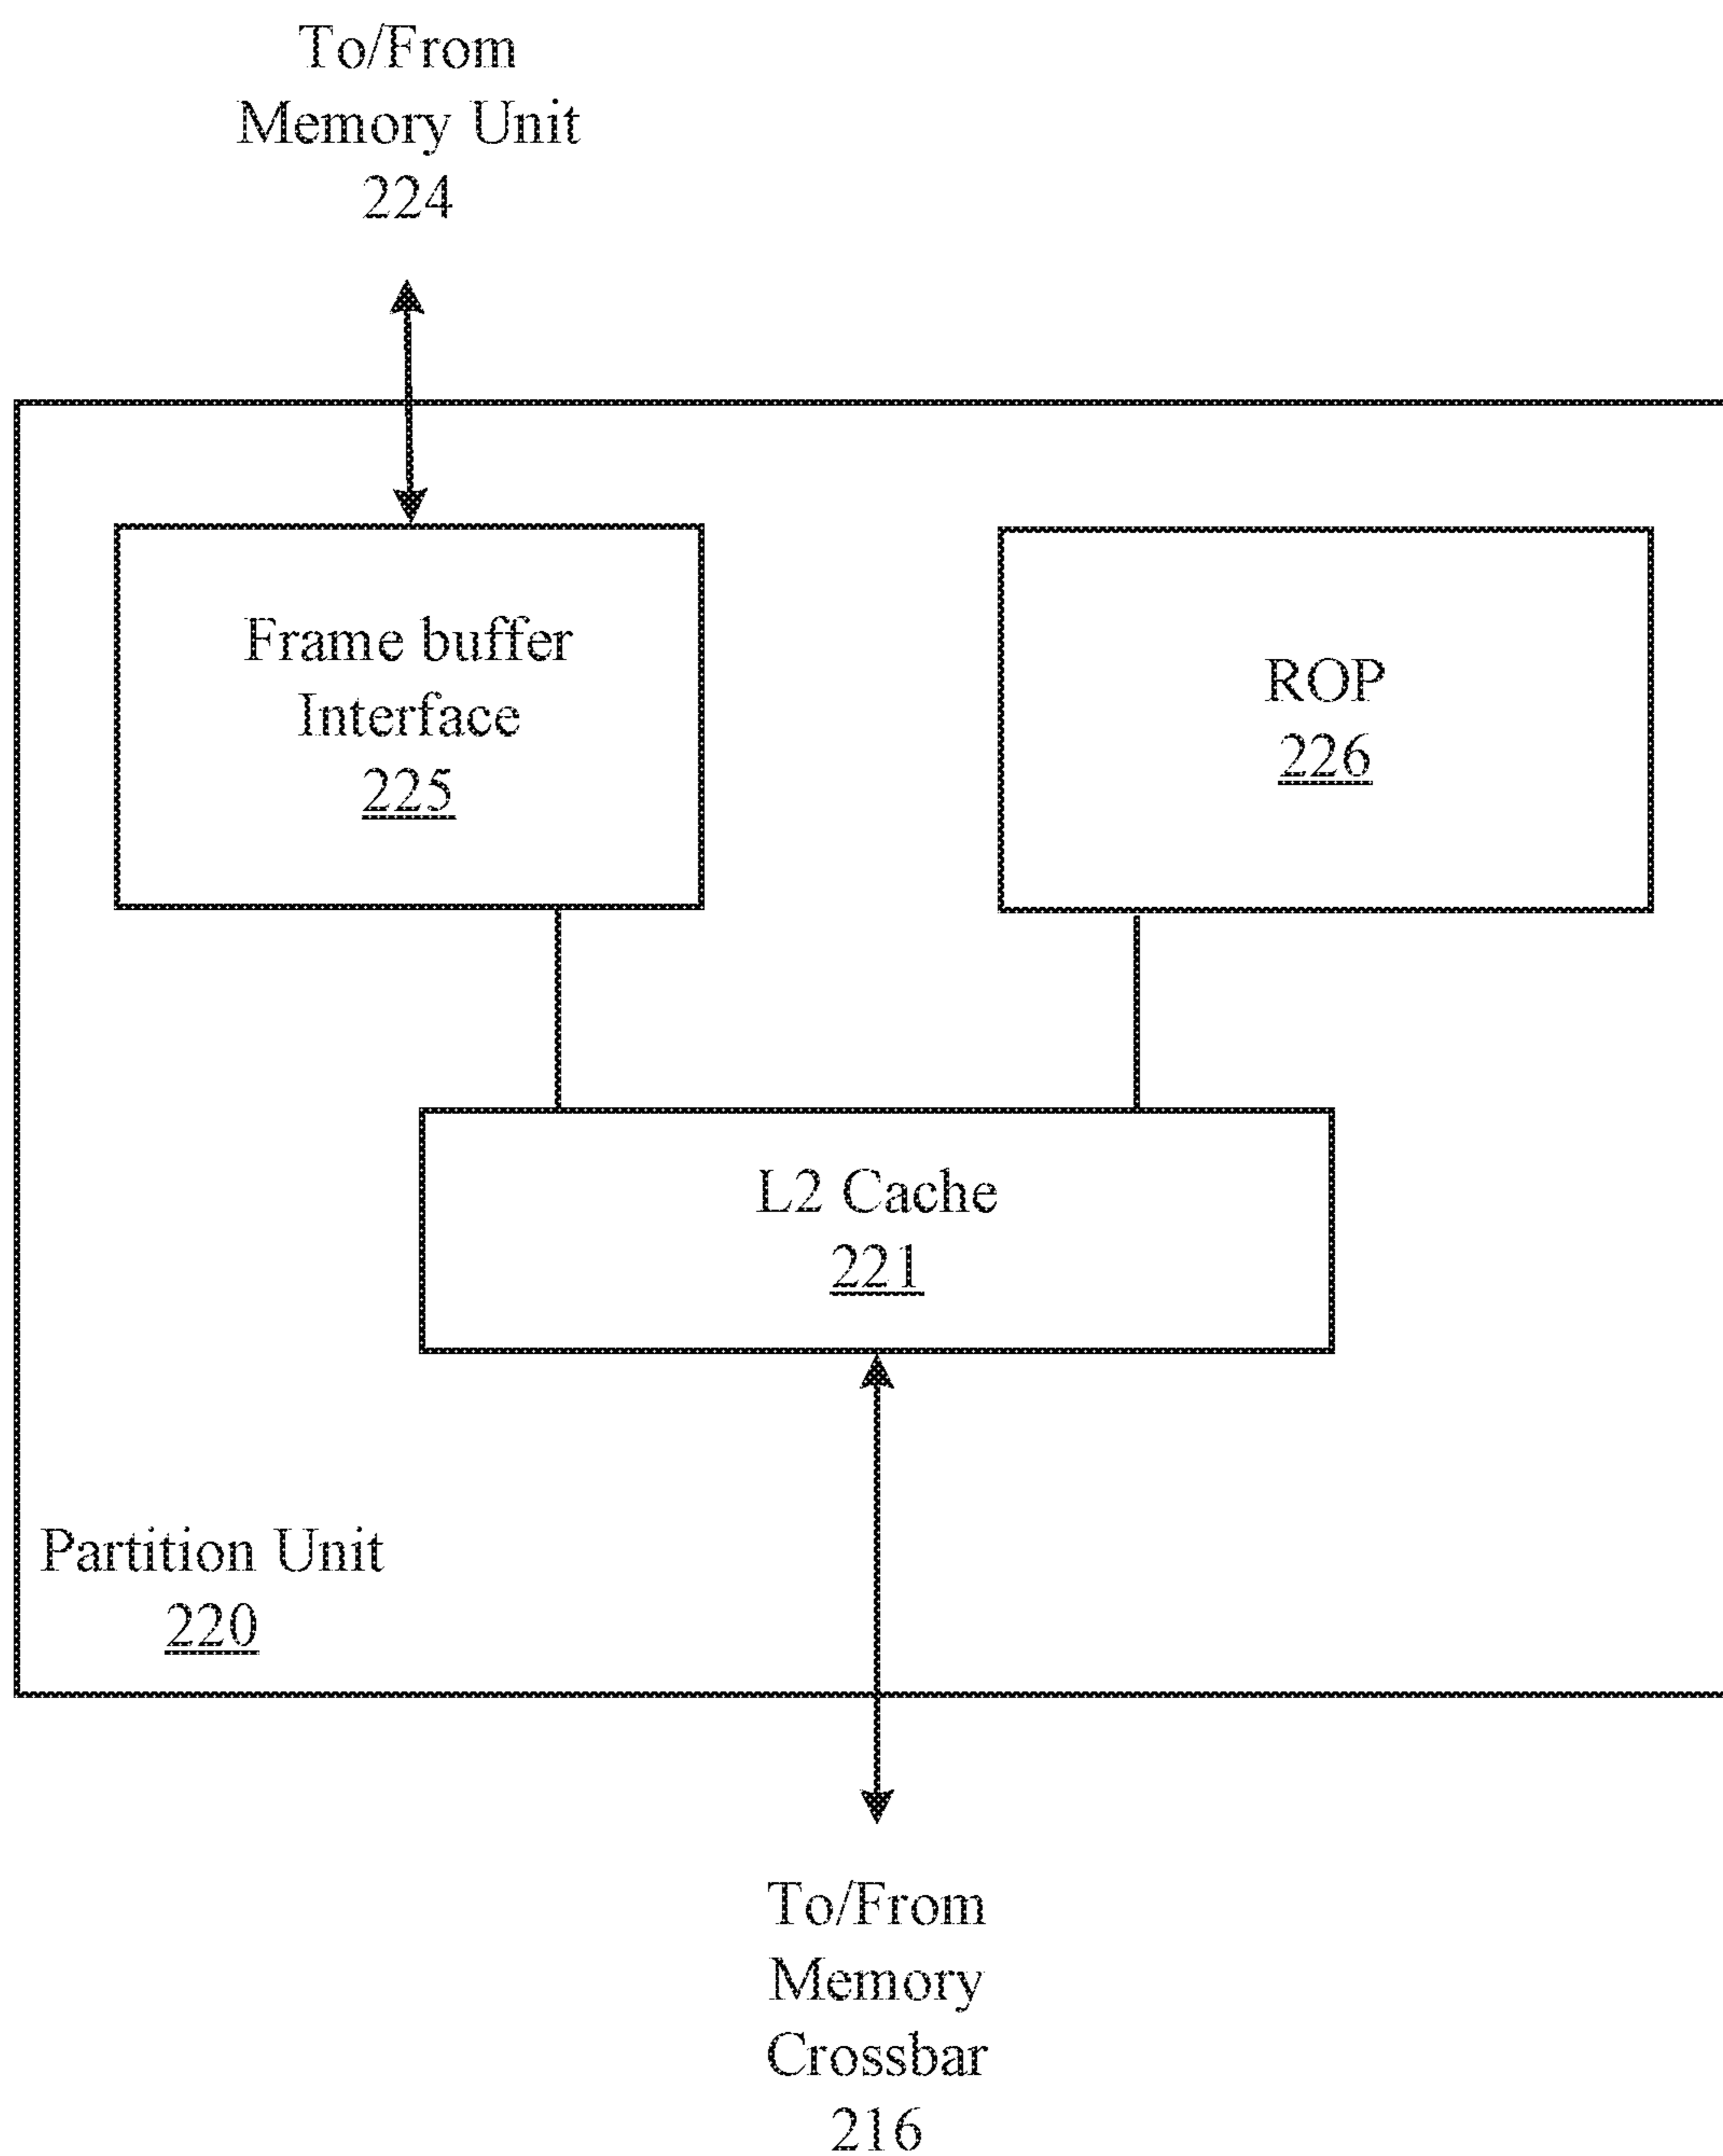 To/From
Memory Unit
224
Frame buffer
Interface
225
ROP
226
L2 Cache
221
Partition Unit
220
To/From
Memory
Crossbar
216